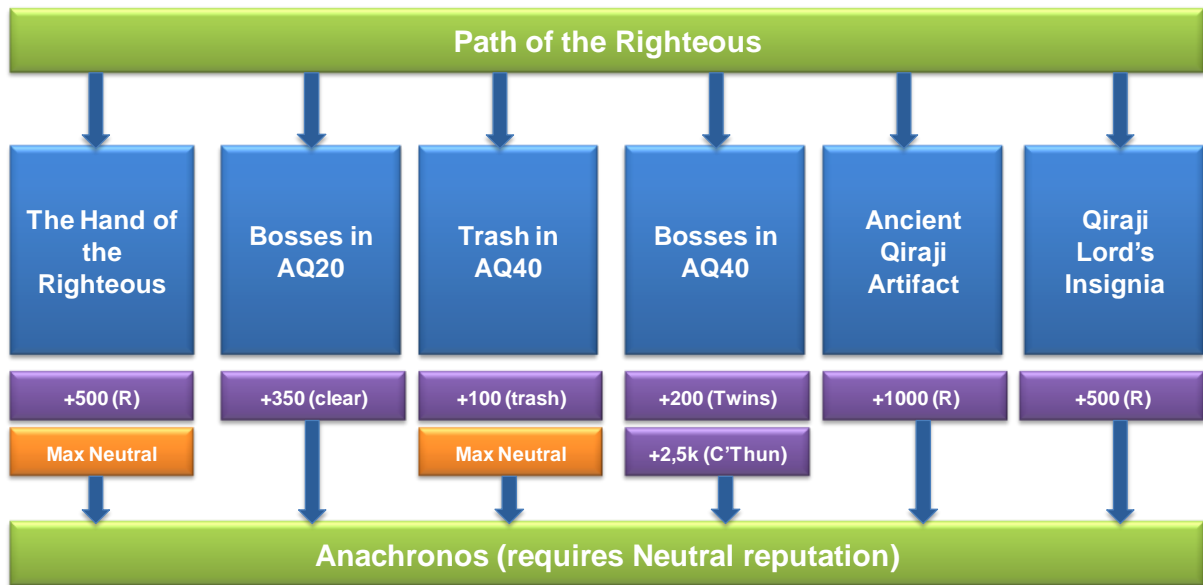 Path of the Righteous
The Hand of
the
Righteous
Bosses in
AQ20
Trash in
AQ40
Bosses in
AQ40
Ancient
Qiraji
Artifact
Qiraji
Lord’s
Insignia
+500 (R)
+350 (clear)
+100 (trash)
+200 (Twins)
+1000 (R)
+500 (R)
Max Neutral
Max Neutral
+2,5k (C’Thun)
Anachronos (requires Neutral reputation)